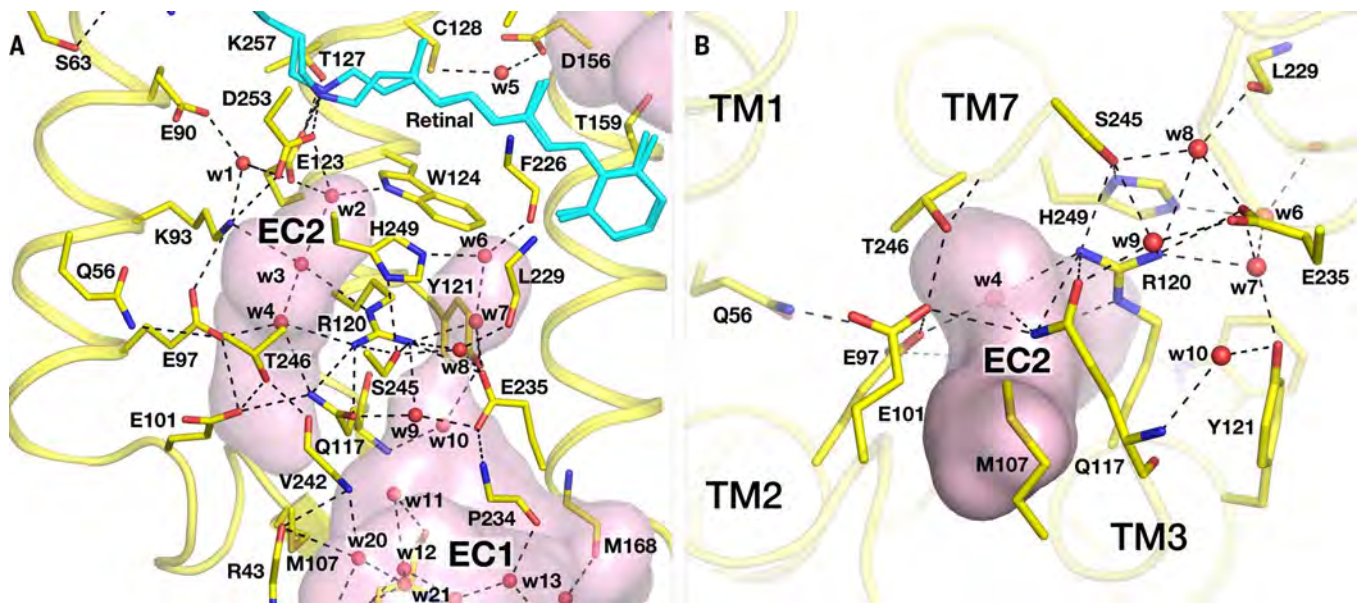 A
S63
K257
T127
C128
w5
D156
D253
Retinal
T159
E90
w1
E123
F226
W124
w2
K93
EC2
H249
w6
Q56
w3
L229
w4
Y121
R120
w7
E97
T246
w8
S245
E235
E101
Q117
w9
w10
V242
w11
P234
w20
w12
EC1
M168
R43
M107
w21
w13
B
L229
TM1
TM7
S245
w8
H249
w6
T246
w9
E235
w4
R120
w7
Q56
E97
EC2
w10
E101
Y121
M107
Q117
TM2
TM3